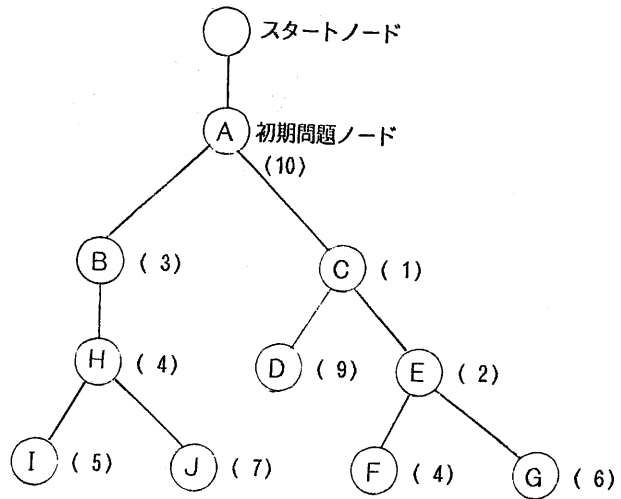 スタートノード
A 初期問題ノード
(10)
B ( 3)
C ( 1)
H ( 4)
D ( 9)
E ( 2)
I ( 5)
J ( 7)
F ( 4)
G ( 6)